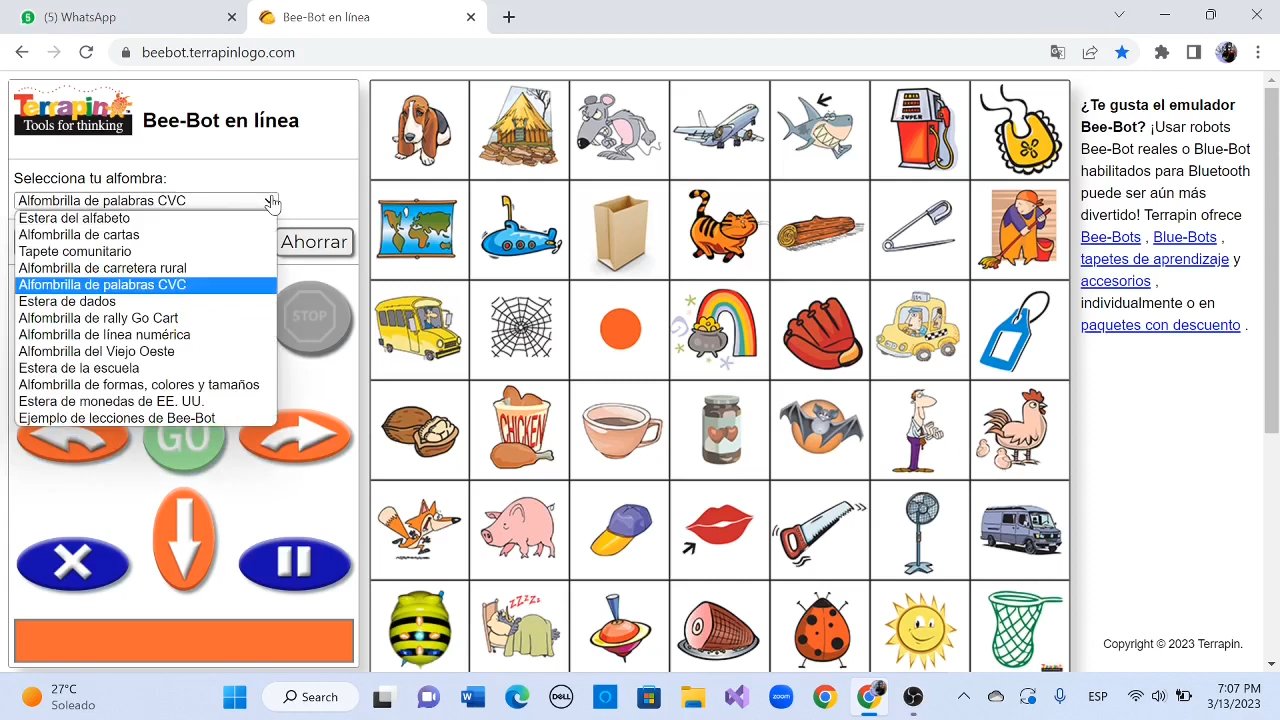 (5) WhatsApp
Bee-Bot en línea
beebot.terrapinlogo.com
Terrapin
Tools for thinking
Bee-Bot en línea
Selecciona tu alfombra:
Alfombrilla de palabras CVC
Estera del alfabeto
Alfombrilla de cartas
Tapete comunitario
Alfombrilla de carretera rural
Alfombrilla de palabras CVC
Estera de dados
Alfombrilla de rally Go Cart
Alfombrilla de línea numérica
Alfombrilla del Viejo Oeste
Estera de la escuela
Alfombrilla de formas, colores y tamaños
Estera de monedas de EE. UU.
Ejemplo de lecciones de Bee-Bot
Ahorrar
STOP
GO
SUPER
CHICKEN
TAXI
ZZZZZ
¿Te gusta el emulador
Bee-Bot? ¡Usar robots
Bee-Bot reales o Blue-Bot
habilitados para Bluetooth
puede ser aún más
divertido! Terrapin ofrece
Bee-Bots , Blue-Bots ,
tapetes de aprendizaje y
accesorios ,
individualmente o en
paquetes con descuento .
Copyright © 2023 Terrapin.
27°C
Soleado
Search
DELL
zoom
ESP
7:07 PM
3/13/2023